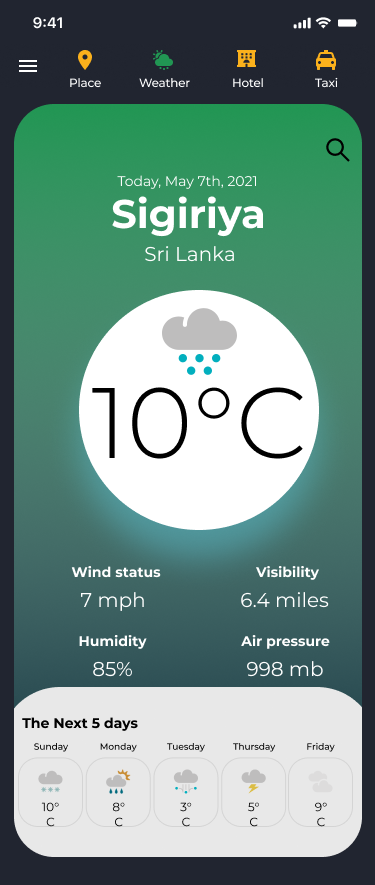 9:41
Place Weather Hotel Taxi
Today, May 7th, 2021
Sigiriya
Sri Lanka
10°C
Wind status Visibility
7 mph 6.4 miles
Humidity Air pressure
85% 998 mb
The Next 5 days
Sunday Monday Tuesday Thursday Friday
10° 8° 3° 5° 9°
C C C C C